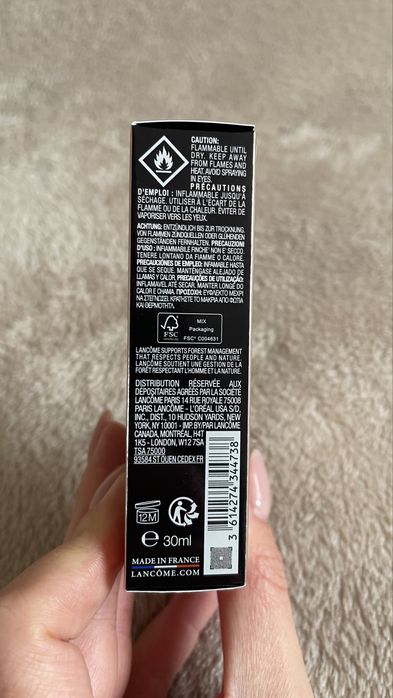 CAUTION:
FLAMMABLE UNTIL
DRY. KEEP AWAY
FROM FLAMES AND
HEAT. AVOID SPRAYING
IN EYES.
PRÉCAUTIONS
D'EMPLOI : INFLAMMABLE JUSQU'À
SÉCHAGE. UTILISER À L'ÉCART DE LA
FLAMME OU DE LA CHALEUR. ÉVITER DE
VAPORISER VERS LES YEUX.
ACHTUNG: ENTZÜNDLICH BIS ZUR TROCKNUNG.
VON FLAMMEN ZÜNDQUELLEN ODER GLÜHENDEN
GEGENSTÄNDEN FERNHALTEN. PRECAUZIONI
D'USO: INFIAMMABILE FINCHE' NON E' SECCO.
TENERE LONTANO DA FIAMME O CALORE.
PRECAUCIONES DE EMPLEO: INFAMABLE HASTA
QUE SE SEQUE. MANTÉNGASE ALEJADO DE
LLAMAS Y CALOR. PRECAUÇÕES DE UTILIZAÇÃO:
INFLAMAVEL ATÉ SECAR. MANTER LONGE DO
CALOR E CHAMA. ΠΡΟΣΟΧΗ: ΕΥΦΛΕΚΤΟ ΜΕΧΡΙ
ΝΑ ΣΤΕΓΝΩΣΕΙ. ΚΡΑΤΗΣΤΕ ΤΟ ΜΑΚΡΙΑ ΑΠΟ ΦΩΤΙΑ
ΚΑΙ ΘΕΡΜΟΤΗΤΑ.
FSC
MIX
Packaging
FSC® C004631
LANCÔME SUPPORTS FOREST MANAGEMENT
THAT RESPECTS PEOPLE AND NATURE.
LANCÔME SOUTIENT UNE GESTION DE LA
FORÊT RESPECTANT L'HOMME ET LA NATURE.
DISTRIBUTION RÉSERVÉE AUX
DÉPOSITAIRES AGRÉÉS PAR LA SOCIÉTÉ
LANCÔME PARIS 14 RUE ROYALE 75008
PARIS LANCÔME - L'ORÉAL USA S/D,
INC., DIST., 10 HUDSON YARDS, NEW
YORK, NY 10001 - IMP. BY/PAR LANCÔME
CANADA, MONTRÉAL, H4T
1K5 - LONDON, W12 7SA
TSA 75000
93584 ST OUEN CEDEX FR
12M
e 30ml
MADE IN FRANCE
LANCÔME.COM
3 614274 344738